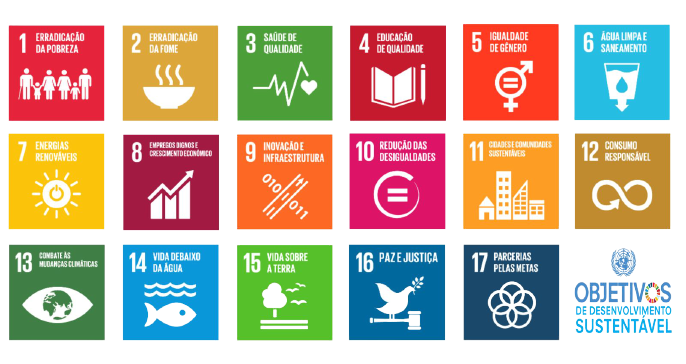 1 ERRADICAÇÃO
DA POBREZA
2 ERRADICAÇÃO
DA FOME
3 SAÚDE DE
QUALIDADE
4 EDUCAÇÃO
DE QUALIDADE
5 IGUALDADE
DE GÊNERO
6 ÁGUA LIMPA E
SANEAMENTO
7 ENERGIAS
RENOVÁVEIS
8 EMPREGOS DIGNOS E
CRESCIMENTO ECONÔMICO
9 INOVAÇÃO E
INFRAESTRUTURA
010
011
10 REDUÇÃO DAS
DESIGUALDADES
11 CIDADES E COMUNIDADES
SUSTENTÁVEIS
12 CONSUMO
RESPONSÁVEL
13 COMBATE ÀS
MUDANÇAS CLIMÁTICAS
14 VIDA DEBAIXO
DA ÁGUA
15 VIDA SOBRE
A TERRA
16 PAZ E JUSTIÇA
17 PARCERIAS
PELAS METAS
OBJETIVOS
DE DESENVOLVIMENTO
SUSTENTÁVEL